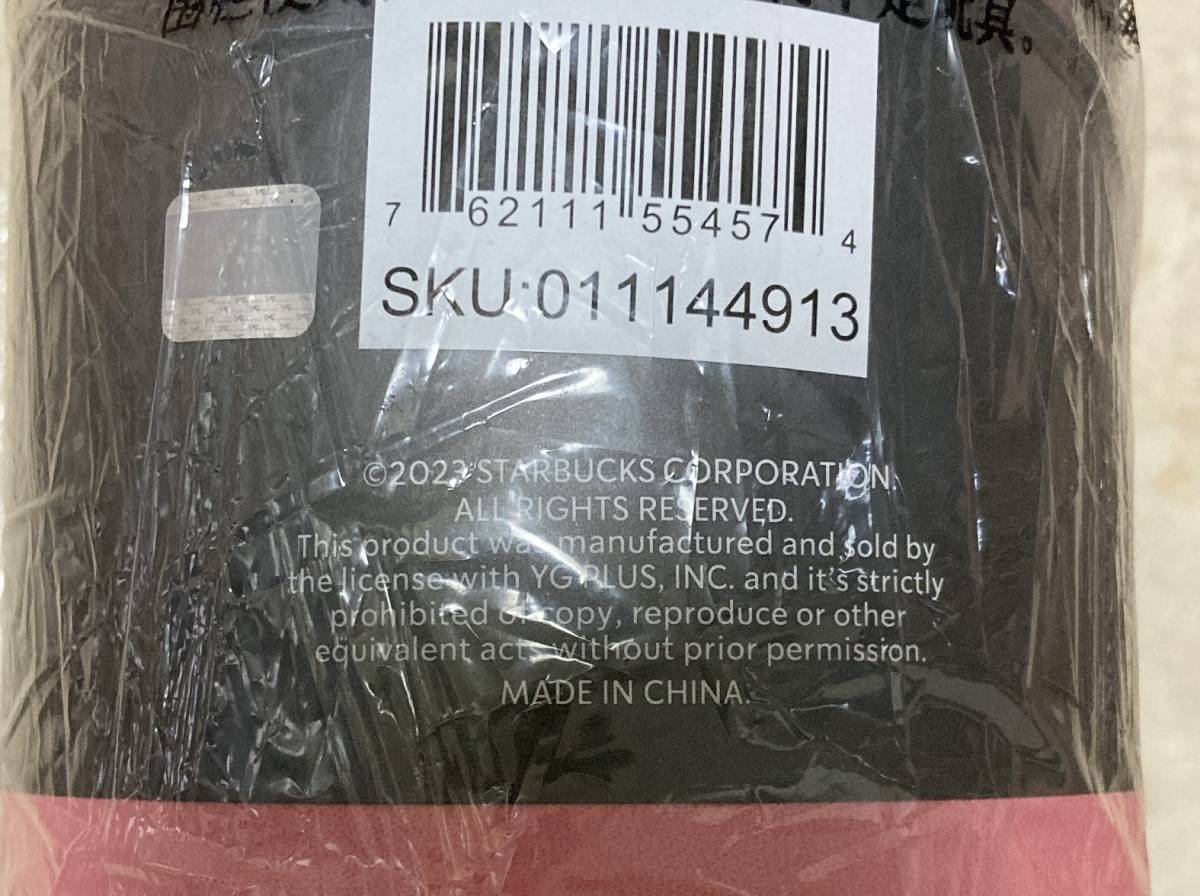 7 62111 55457 4
SKU:011144913
©2023 STARBUCKS CORPORATION.
ALL RIGHTS RESERVED.
This product was manufactured and sold by
the license with YG PLUS, INC. and it's strictly
prohibited of copy, reproduce or other
equivalent acts without prior permission.
MADE IN CHINA.